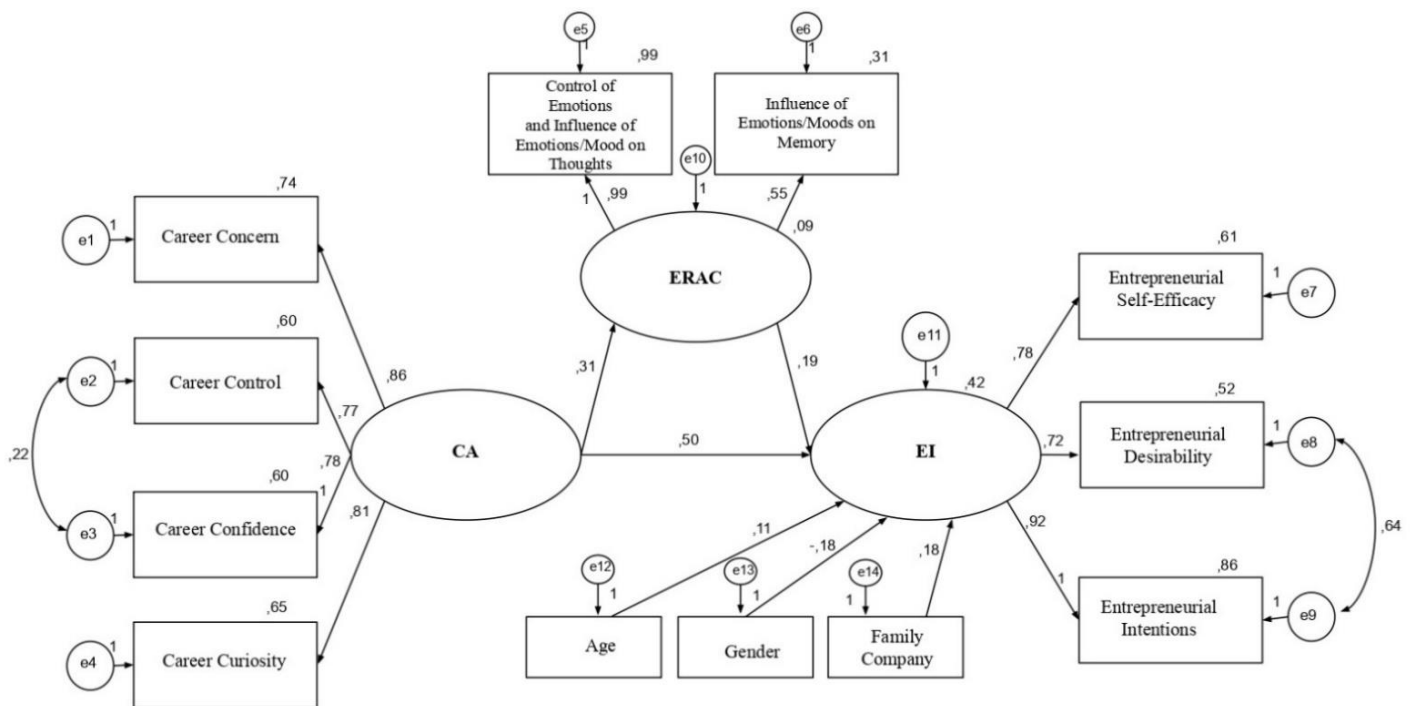 e5
1
,99
Control of
Emotions
and Influence of
Emotions/Mood on
Thoughts
e6
1
,31
Influence of
Emotions/Moods on
Memory
e10
1
1
,99
,55
,09
ERAC
,74
e1
1
Career Concern
,60
e2
1
Career Control
,22
,60
e3
1
Career Confidence
,65
e4
1
Career Curiosity
,86
,77
,78
1
,81
CA
,31
,50
,19
e11
1
,42
EI
,78
,72
,92
1
,61
Entrepreneurial
Self-Efficacy
1
e7
,52
Entrepreneurial
Desirability
1
e8
,64
,86
Entrepreneurial
Intentions
1
e9
,11
-,18
,18
e12
1
Age
e13
1
Gender
e14
1
Family
Company